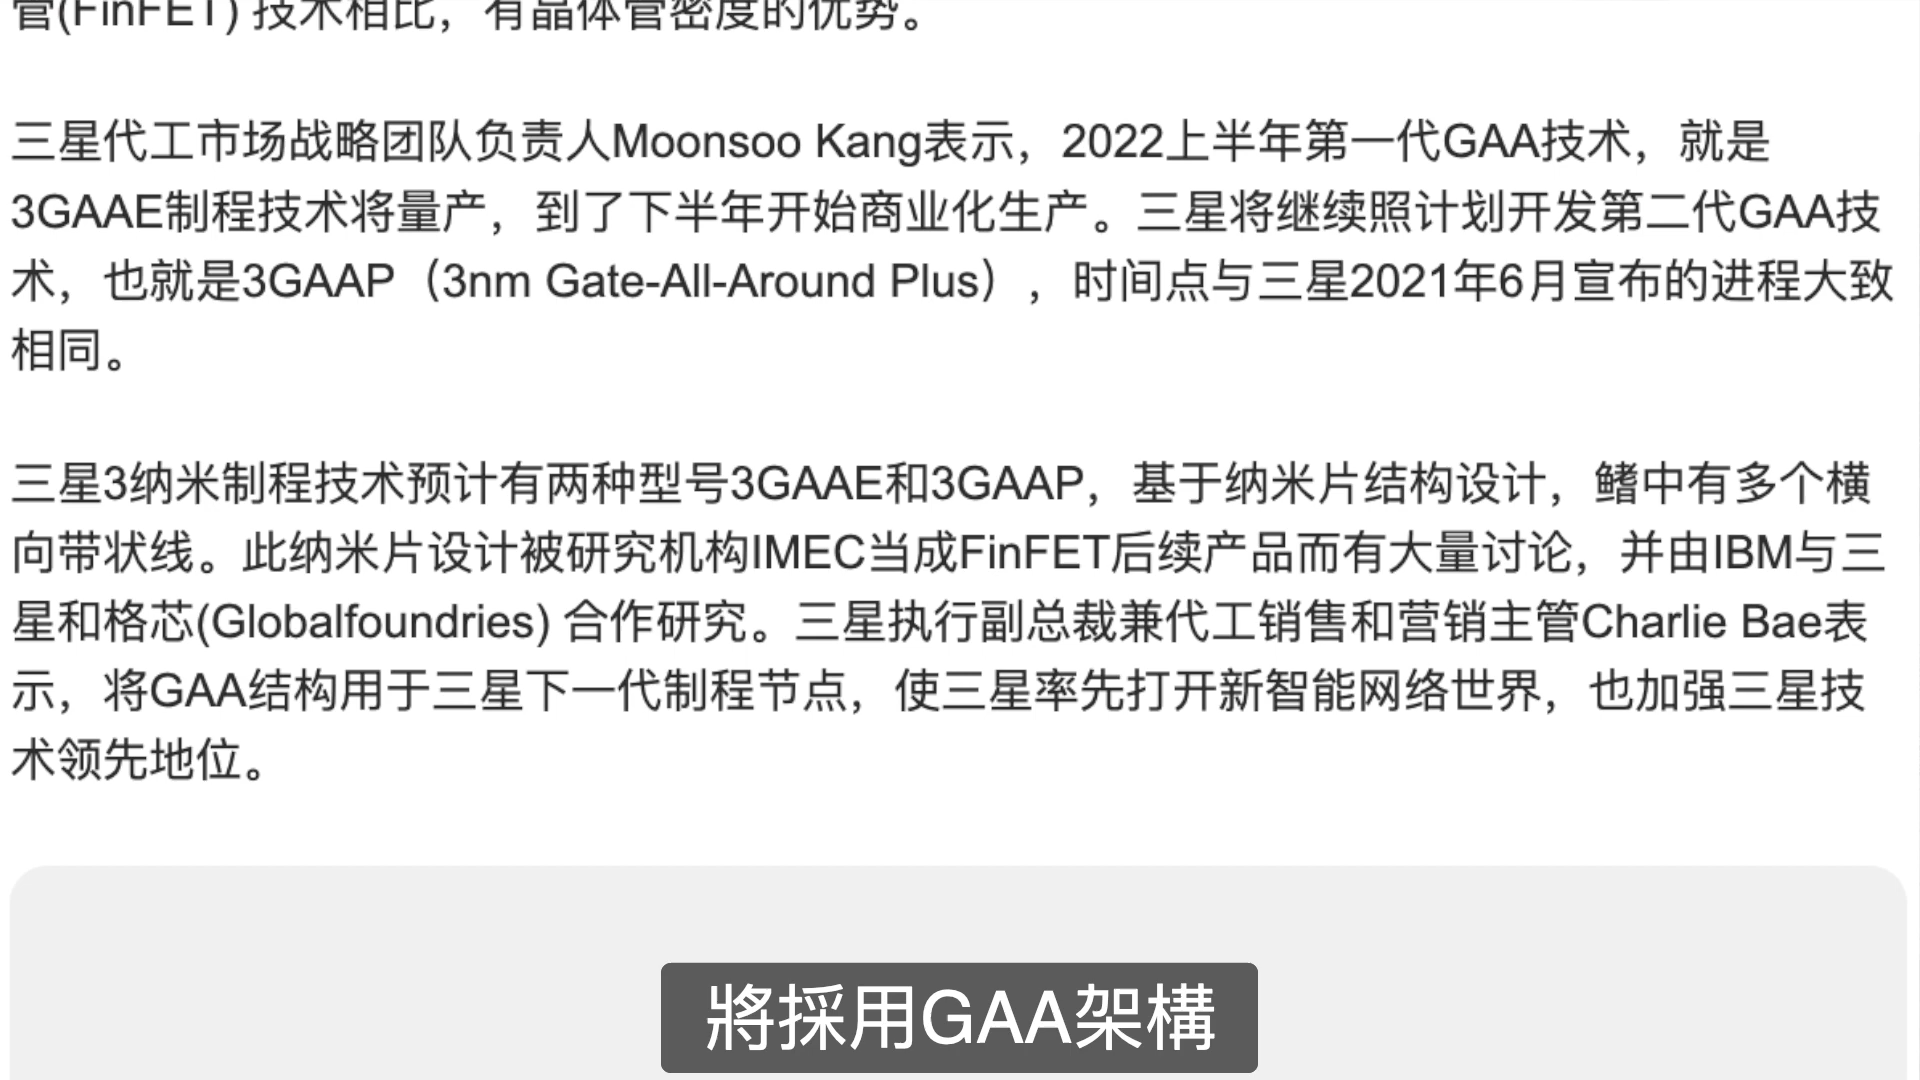 管(FinFET) 技术相比，有晶体管密度的优势。
三星代工市场战略团队负责人Moonsoo Kang表示，2022上半年第一代GAA技术，就是
3GAAE制程技术将量产，到了下半年开始商业化生产。三星将继续照计划开发第二代GAA技
术，也就是3GAAP（3nm Gate-All-Around Plus），时间点与三星2021年6月宣布的进程大致
相同。
三星3纳米制程技术预计有两种型号3GAAE和3GAAP，基于纳米片结构设计，鳍中有多个横
向带状线。此纳米片设计被研究机构IMEC当成FinFET后续产品而有大量讨论，并由IBM与三
星和格芯(Globalfoundries) 合作研究。三星执行副总裁兼代工销售和营销主管Charlie Bae表
示，将GAA结构用于三星下一代制程节点，使三星率先打开新智能网络世界，也加强三星技
术领先地位。
將採用GAA架構